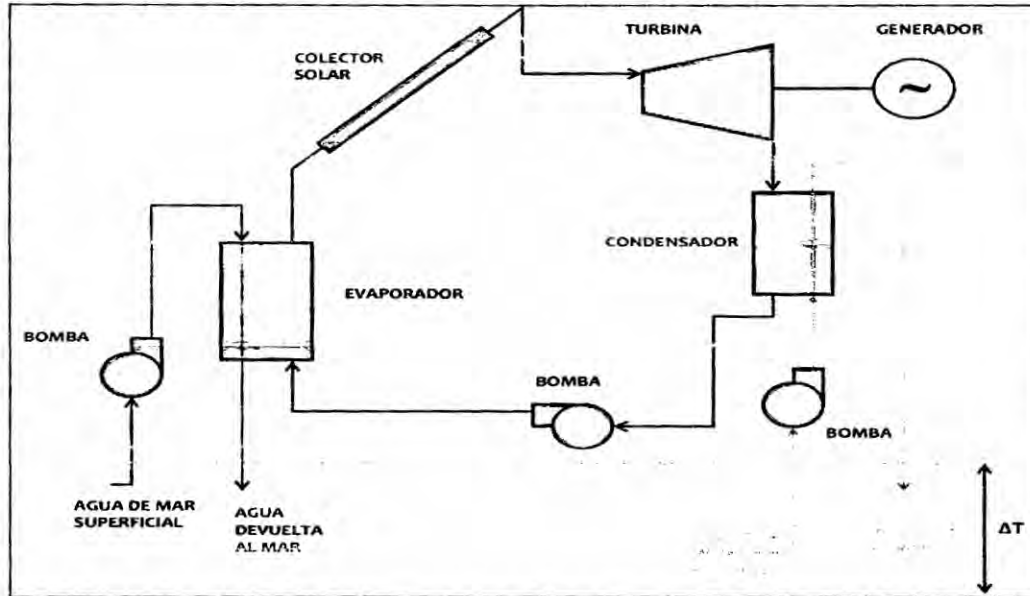 TURBINA
GENERADOR
COLECTOR
SOLAR
~
CONDENSADOR
EVAPORADOR
BOMBA
BOMBA
BOMBA
AGUA DE MAR
SUPERFICIAL
AGUA
DEVUELTA
AL MAR
ΔT